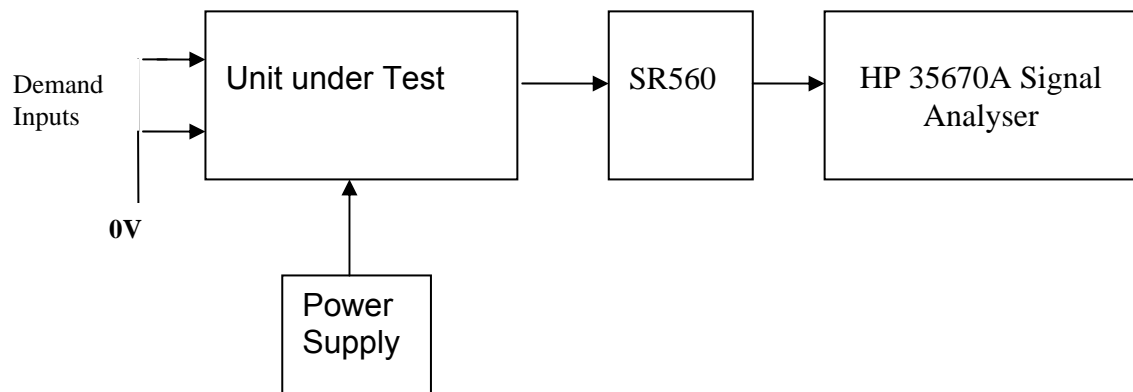 Demand
Inputs
0V
Unit under Test
SR560
HP 35670A Signal
Analyser
Power
Supply